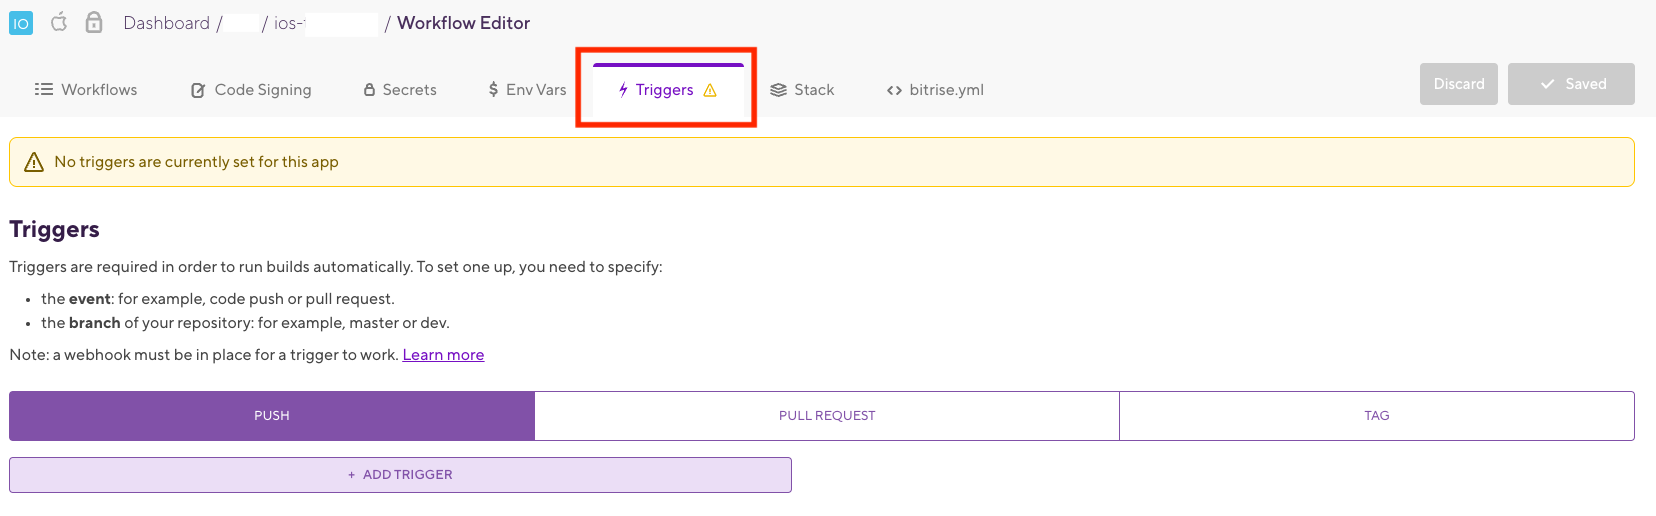 IO Dashboard / / ios- / Workflow Editor
Workflows Code Signing Secrets $ Env Vars Triggers Stack <> bitrise.yml Discard ✓ Saved
No triggers are currently set for this app
Triggers
Triggers are required in order to run builds automatically. To set one up, you need to specify:
• the event: for example, code push or pull request.
• the branch of your repository: for example, master or dev.
Note: a webhook must be in place for a trigger to work. Learn more
PUSH PULL REQUEST TAG
+ ADD TRIGGER